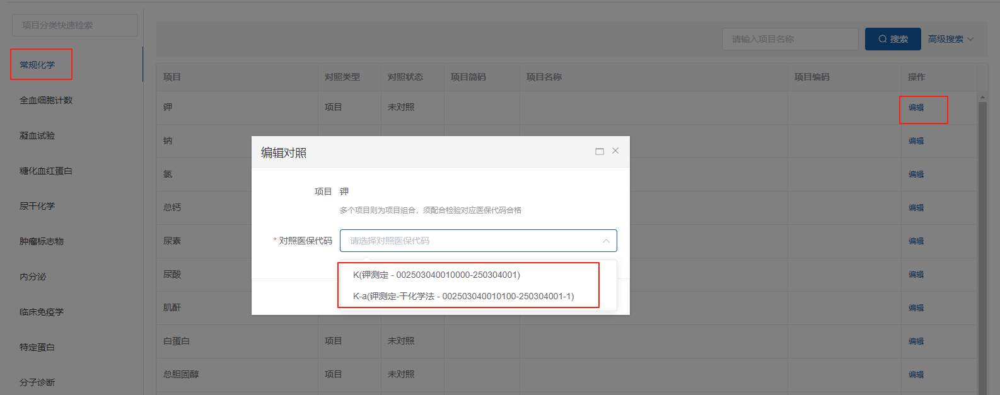 项目分类快速检索
请输入项目名称 搜索 高级搜索
常规化学
全血细胞计数
凝血试验
糖化血红蛋白
尿干化学
肿瘤标志物
内分泌
临床免疫学
特定蛋白
分子诊断
项目 对照类型 对照状态 项目简码 项目名称 项目编码 操作
钾 项目 未对照 编辑
钠 编辑
氯 编辑
总钙 编辑
尿素 编辑
尿酸 编辑
肌酐 编辑
白蛋白 项目 未对照 编辑
总胆固醇 项目 未对照 编辑
编辑对照
项目 钾
多个项目则为项目组合，须配合检验对应医保代码合格
* 对照医保代码 请选择对照医保代码
K(钾测定 - 002503040010000-250304001)
K-a(钾测定-干化学法 - 002503040010100-250304001-1)